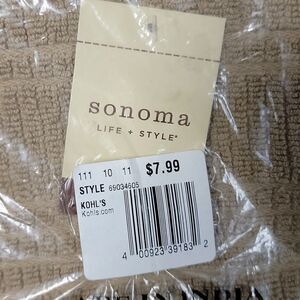 sonoma
LIFE + STYLE®
111 10 11 $7.99
STYLE 69034605
KOHL'S
Kohls.com
4 00923 39183 2